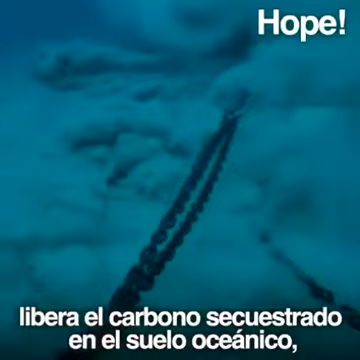 Hope!
libera el carbono secuestrado
en el suelo oceánico,